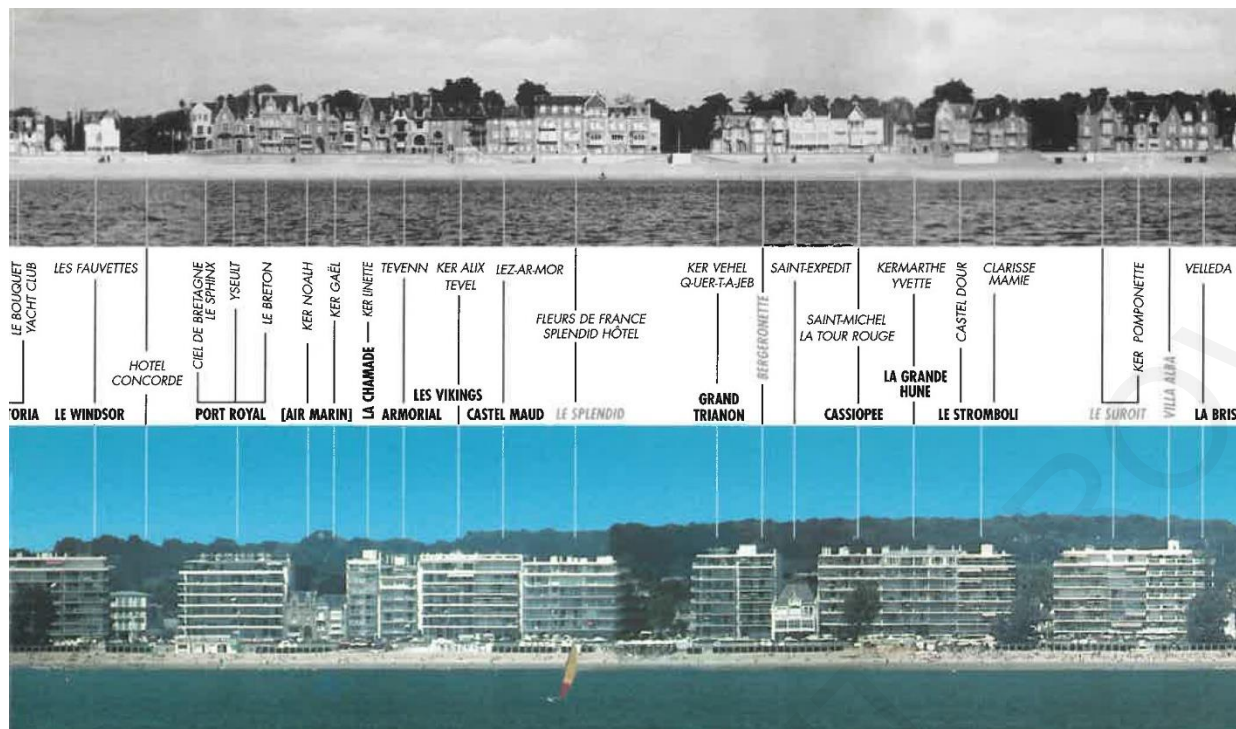 LE BOUQUET
YACHT CLUB
LES FAUVETTES
HOTEL
CONCORDE
CIEL DE BRETAGNE
LE SPHINX
YSEULT
LE BRETON
KER NOALH
KER GAËL
KER LINETTE
TEVENN
KER ALIX
TEVEL
LEZ-AR-MOR
FLEURS DE FRANCE
SPLENDID HÔTEL
KER VEHEL
Q-UER-T-A-JEB
BERGERONETTE
SAINT-EXPEDIT
SAINT-MICHEL
LA TOUR ROUGE
KERMARTHE
YVETTE
CASTEL DOUR
CLARISSE
MAMIE
KER POMPONETTE
VELLEDA
TORIA
LE WINDSOR
PORT ROYAL
[AIR MARIN]
LA CHAMADE
ARMORIAL
LES VIKINGS
CASTEL MAUD
LE SPLENDID
GRAND
TRIANON
CASSIOPEE
LA GRANDE
HUNE
LE STROMBOLI
LE SUROIT
VILLA ALBA
LA BRIS